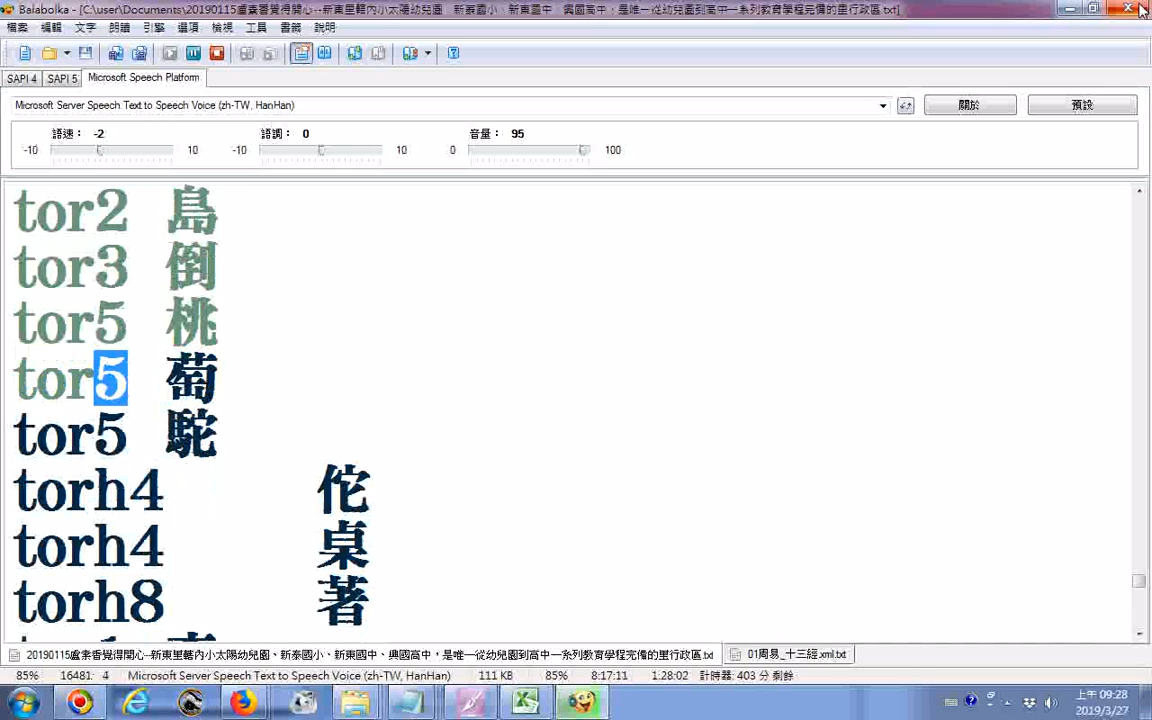 Balabolka - [C:\user\Documents\20190115盧素香覺得開心--新東里轄內小太陽幼兒園、新泰國小、新東國中、興國高中，是唯一從幼兒園到高中一系列教育學程完備的里行政區.txt]
檔案 編輯 文字 朗讀 引擎 選項 檢視 工具 書籤 說明
SAPI 4 SAPI 5 Microsoft Speech Platform
Microsoft Server Speech Text to Speech Voice (zh-TW, HanHan) 關於 預設
語速： -2 語調： 0 音量： 95
-10 10 -10 10 0 100
tor2 島
tor3 倒
tor5 桃
tor5 萄
tor5 駝
torh4 佗
torh4 桌
torh8 著
20190115盧素香覺得開心--新東里轄內小太陽幼兒園、新泰國小、新東國中、興國高中，是唯一從幼兒園到高中一系列教育學程完備的里行政區.txt 01周易_十三經.xml.txt
85% 16481: 4 Microsoft Server Speech Text to Speech Voice (zh-TW, HanHan) 111 KB 85% 8:17:11 1:28:02 計時器: 403 分 剩餘
上午 09:28
2019/3/27